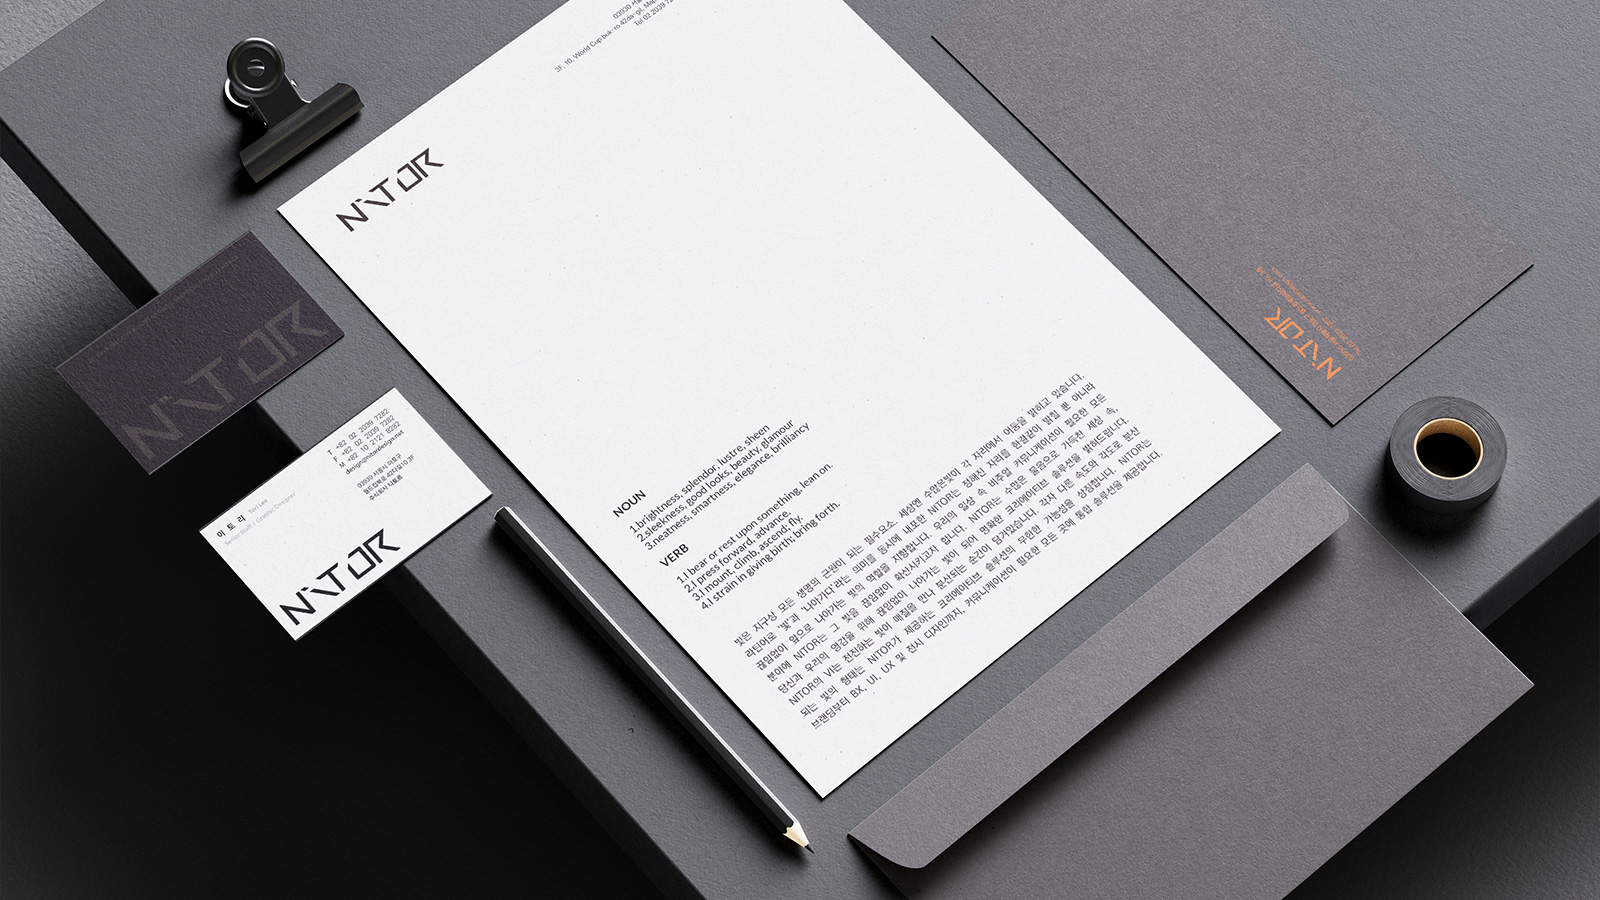 3F, 10, World Cup buk-ro 42da-gil, Map
Tel 02 2039 72
NiTOR
NOUN
1.brightness, splendor, lustre, sheen
2.sleekness, good looks, beauty, glamour
3.neatness, smartness, elegance, brilliancy
VERB
1.I bear or rest upon something, lean on.
2.I press forward, advance.
3.I mount, climb, ascend; fly.
4.I strain in giving birth; bring forth.
빛은 지구상 모든 생명의 근원이 되는 필수요소. 세상엔 수많은빛이 각 자리에서 어둠을 밝히고 있습니다.
라틴어로 '빛'과 '나아가다'라는 의미를 동시에 내포한 NITOR는 정해진 자리를 한결같이 밝힐 뿐 아니라
끊임없이 앞으로 나아가는 빛의 역할을 지향합니다. 우리의 일상 속 비주얼 커뮤니케이션이 필요한 모든
분야에 NITOR는 그 빛을 끊임없이 확산시키고자 합니다. NITOR는 수많은 물음으로 가득찬 세상 속,
당신과 우리의 영감을 위해 끊임없이 나아가는 빛이 되어 명확한 크리에이티브 솔루션을 밝혀드립니다.
NITOR의 VI는 전진하는 빛이 매질을 만나 분산되는 순간이 담겨있습니다. 각자 다른 속도와 각도로 분산
되는 빛의 형태는 NITOR가 제공하는 크리에이티브 솔루션의 무한한 가능성을 상징합니다. NITOR는
브랜딩부터 BX, UI, UX 및 전시 디자인까지, 커뮤니케이션이 필요한 모든 곳에 통합 솔루션을 제공합니다.
NiTOR
T +82 02 2039 7282
F +82 02 2039 7282
M +82 10 2121 8282
design@nitordesign.net
03930 서울시 마포구
월드컵북로 42다길10 3F
주식회사 나토르
이 토 리 Tori Lee
Senior Staff / Graphic Designer
NiTOR
NiTOR